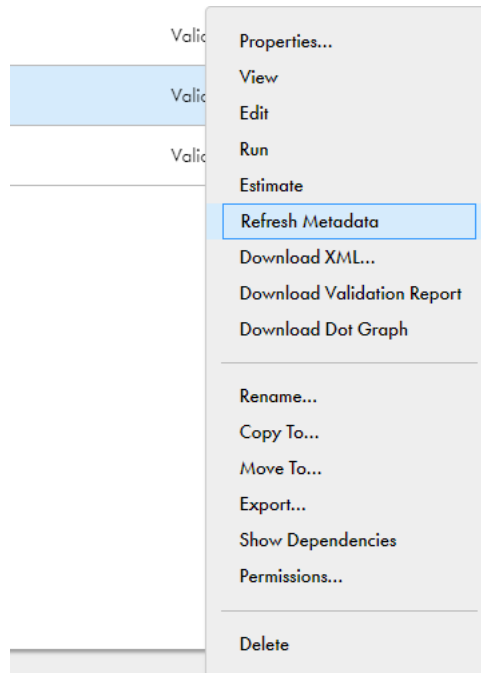 Properties...
View
Edit
Run
Estimate
Refresh Metadata
Download XML...
Download Validation Report
Download Dot Graph
Rename...
Copy To...
Move To...
Export...
Show Dependencies
Permissions...
Delete